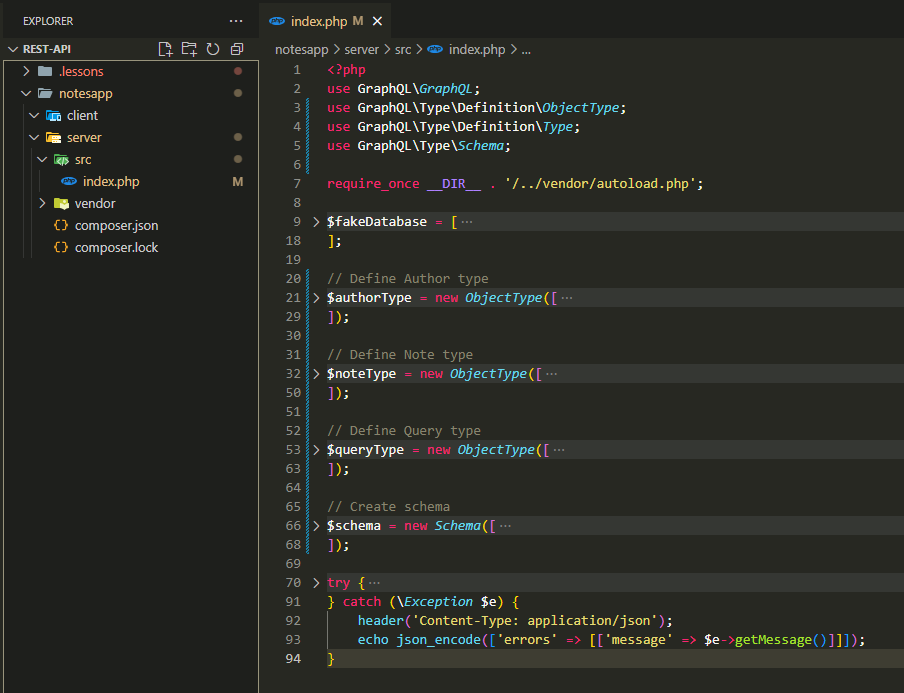 EXPLORER ...
REST-API
.lessons
notesapp
client
server
src
index.php M
vendor
{} composer.json
{} composer.lock
php index.php M ×
notesapp > server > src > php index.php > ...
1 <?php
2 use GraphQL\GraphQL;
3 use GraphQL\Type\Definition\ObjectType;
4 use GraphQL\Type\Definition\Type;
5 use GraphQL\Type\Schema;
6
7 require_once __DIR__ . '/../vendor/autoload.php';
8
9 > $fakeDatabase = [ ...
18 ];
19
20 // Define Author type
21 > $authorType = new ObjectType([ ...
29 ]);
30
31 // Define Note type
32 > $noteType = new ObjectType([ ...
50 ]);
51
52 // Define Query type
53 > $queryType = new ObjectType([ ...
63 ]);
64
65 // Create schema
66 > $schema = new Schema([ ...
68 ]);
69
70 > try { ...
91 } catch (\Exception $e) {
92     header('Content-Type: application/json');
93     echo json_encode(['errors' => [['message' => $e->getMessage()]]]);
94 }